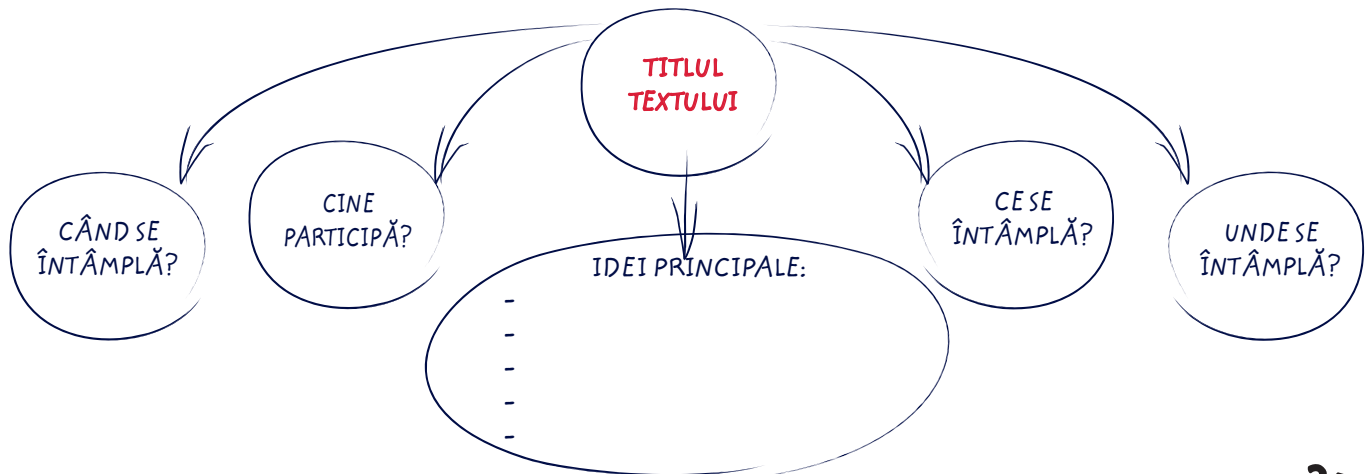 TITLUL
TEXTULUI
CÂND SE
ÎNTÂMPLĂ?
CINE
PARTICIPĂ?
IDEI PRINCIPALE:
-
-
-
-
-
CE SE
ÎNTÂMPLĂ?
UNDE SE
ÎNTÂMPLĂ?